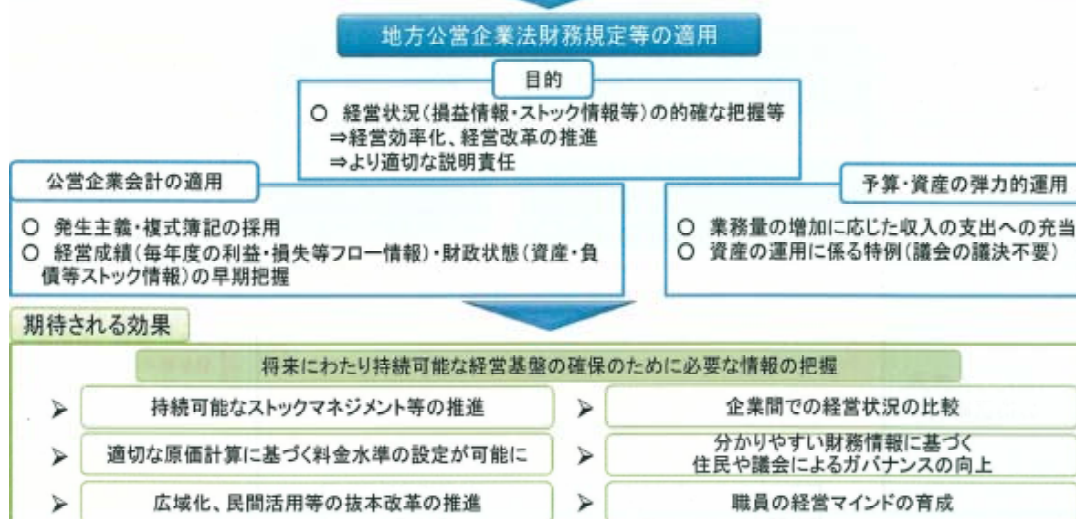 地方公営企業法財務規定等の適用
目的
○ 経営状況(損益情報・ストック情報等)の的確な把握等
⇒経営効率化、経営改革の推進
⇒より適切な説明責任
公営企業会計の適用
○ 発生主義・複式簿記の採用
○ 経営成績(毎年度の利益・損失等フロー情報)・財政状態(資産・負
債等ストック情報)の早期把握
予算・資産の弾力的運用
○ 業務量の増加に応じた収入の支出への充当
○ 資産の運用に係る特例(議会の議決不要)
期待される効果
将来にわたり持続可能な経営基盤の確保のために必要な情報の把握
➢ 持続可能なストックマネジメント等の推進
➢ 企業間での経営状況の比較
➢ 適切な原価計算に基づく料金水準の設定が可能に
➢ 分かりやすい財務情報に基づく
住民や議会によるガバナンスの向上
➢ 広域化、民間活用等の抜本改革の推進
➢ 職員の経営マインドの育成